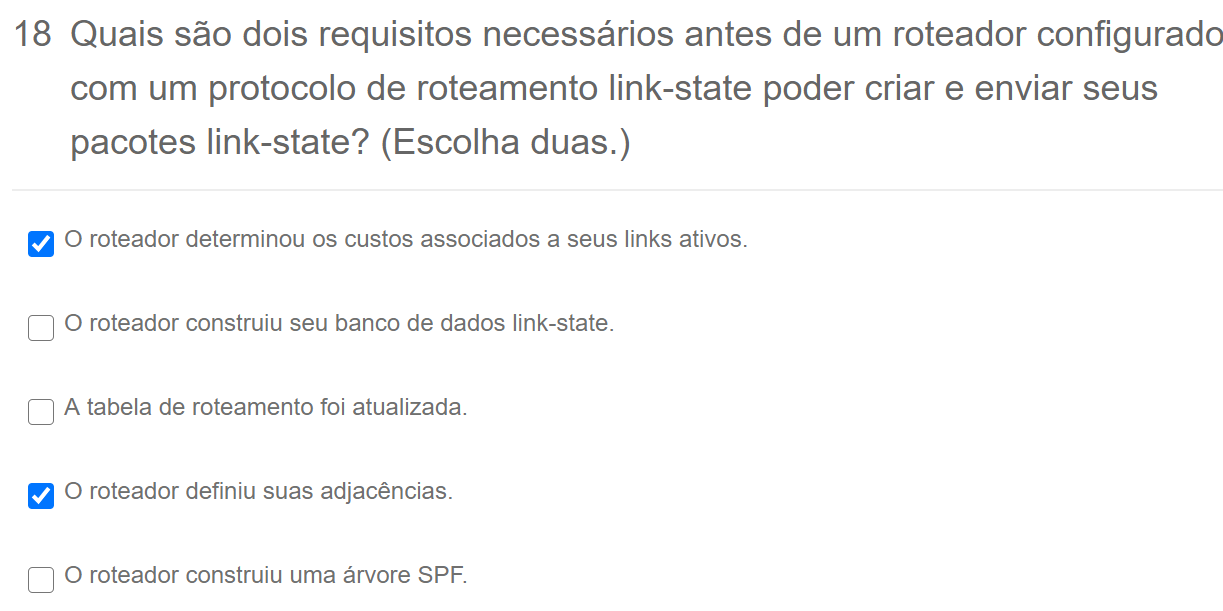 18 Quais são dois requisitos necessários antes de um roteador configurado
com um protocolo de roteamento link-state poder criar e enviar seus
pacotes link-state? (Escolha duas.)
O roteador determinou os custos associados a seus links ativos.
O roteador construiu seu banco de dados link-state.
A tabela de roteamento foi atualizada.
O roteador definiu suas adjacências.
O roteador construiu uma árvore SPF.